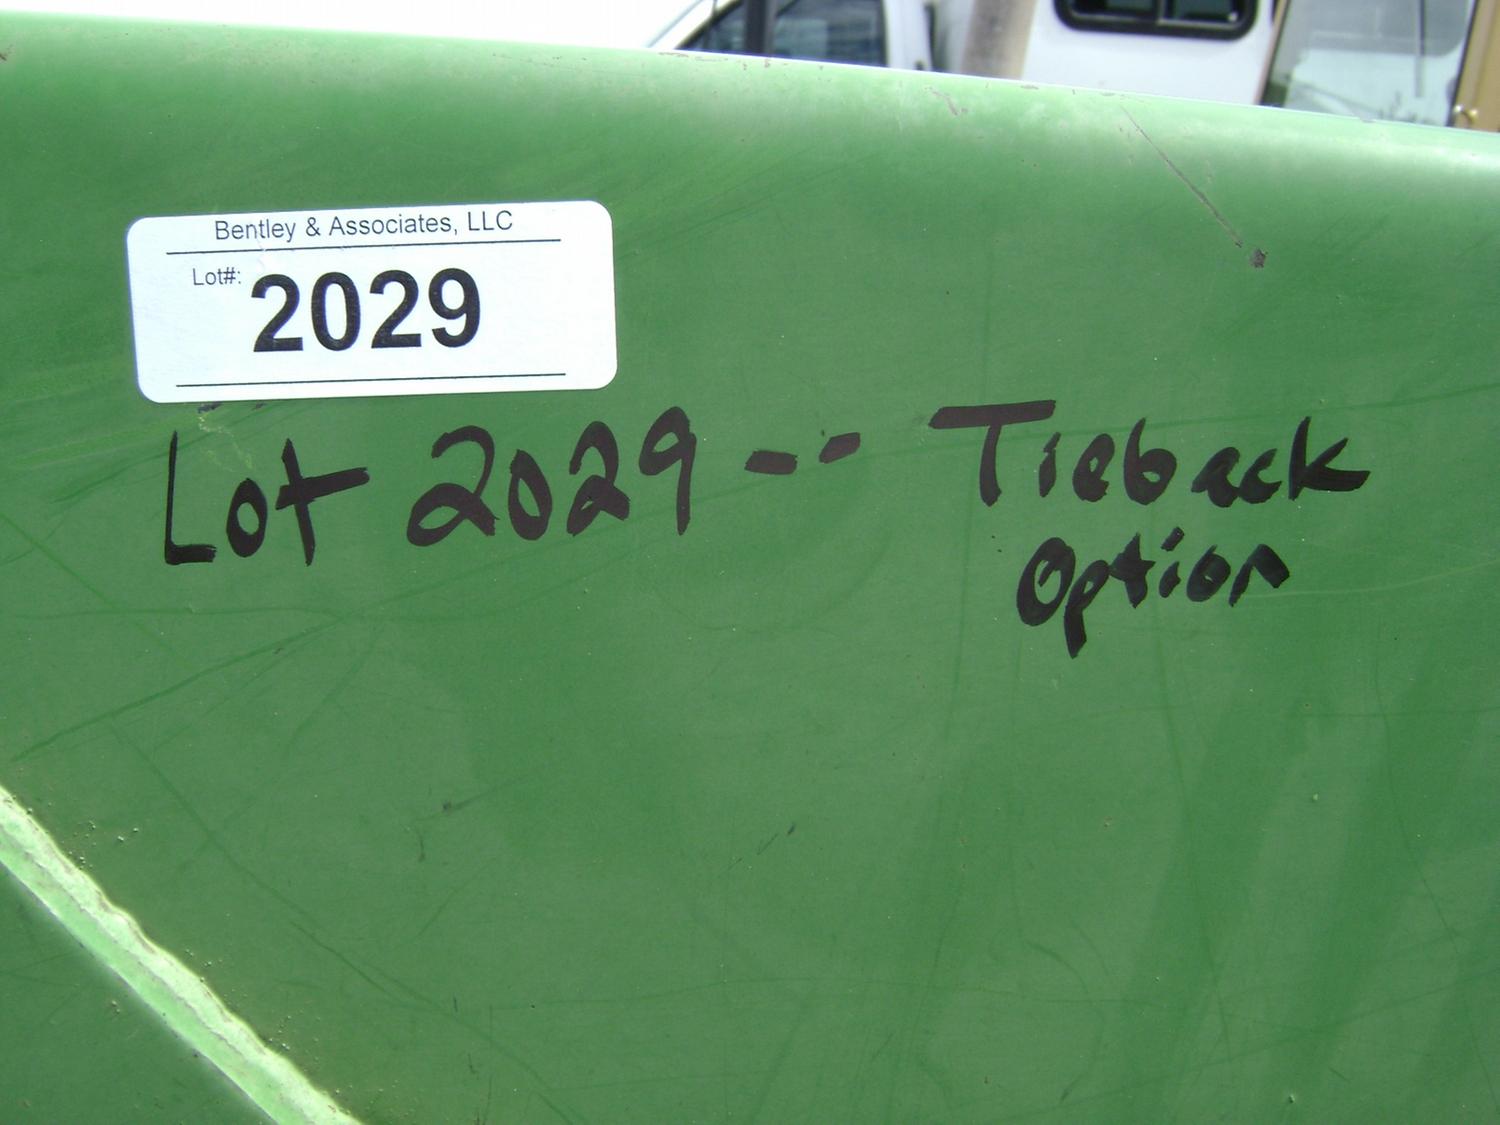 Bentley & Associates, LLC
Lot#: 2029
Lot 2029 -- Tieback
Option